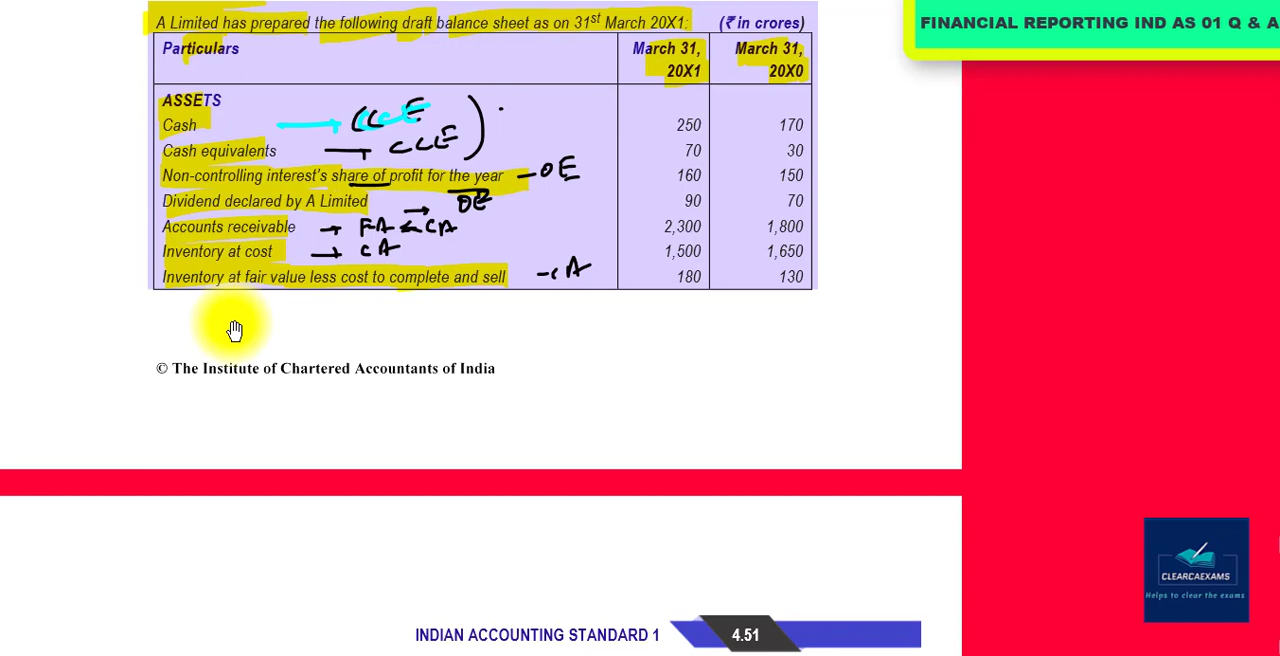 A Limited has prepared the following draft balance sheet as on 31st March 20X1: (₹ in crores)
FINANCIAL REPORTING IND AS 01 Q & A
Particulars March 31, 20X1 March 31, 20X0
ASSETS
Cash → CCE 250 170
Cash equivalents → CCE 70 30
Non-controlling interest's share of profit for the year - OE 160 150
Dividend declared by A Limited → OE 90 70
Accounts receivable → FA ← CA 2,300 1,800
Inventory at cost → CA 1,500 1,650
Inventory at fair value less cost to complete and sell - CA 180 130
© The Institute of Chartered Accountants of India
CLEARCAEXAMS
Helps to clear the exams
INDIAN ACCOUNTING STANDARD 1 4.51